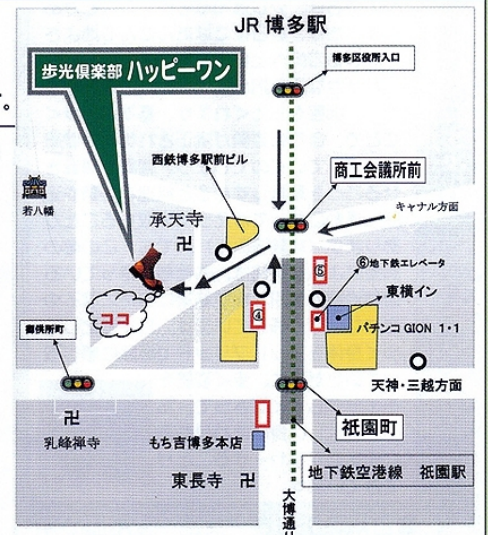 JR 博多駅
博多区役所入口
歩光倶楽部 ハッピーワン
。
西鉄博多駅前ビル
商工会議所前
若八幡
キャナル方面
承天寺
卍
⑤
⑥地下鉄エレベータ
東横イン
ココ
④
パチンコ GION 1・1
御供所町
天神・三越方面
卍
乳峰禅寺
祇園町
もち吉博多本店
地下鉄空港線 祇園駅
東長寺 卍
大博通り